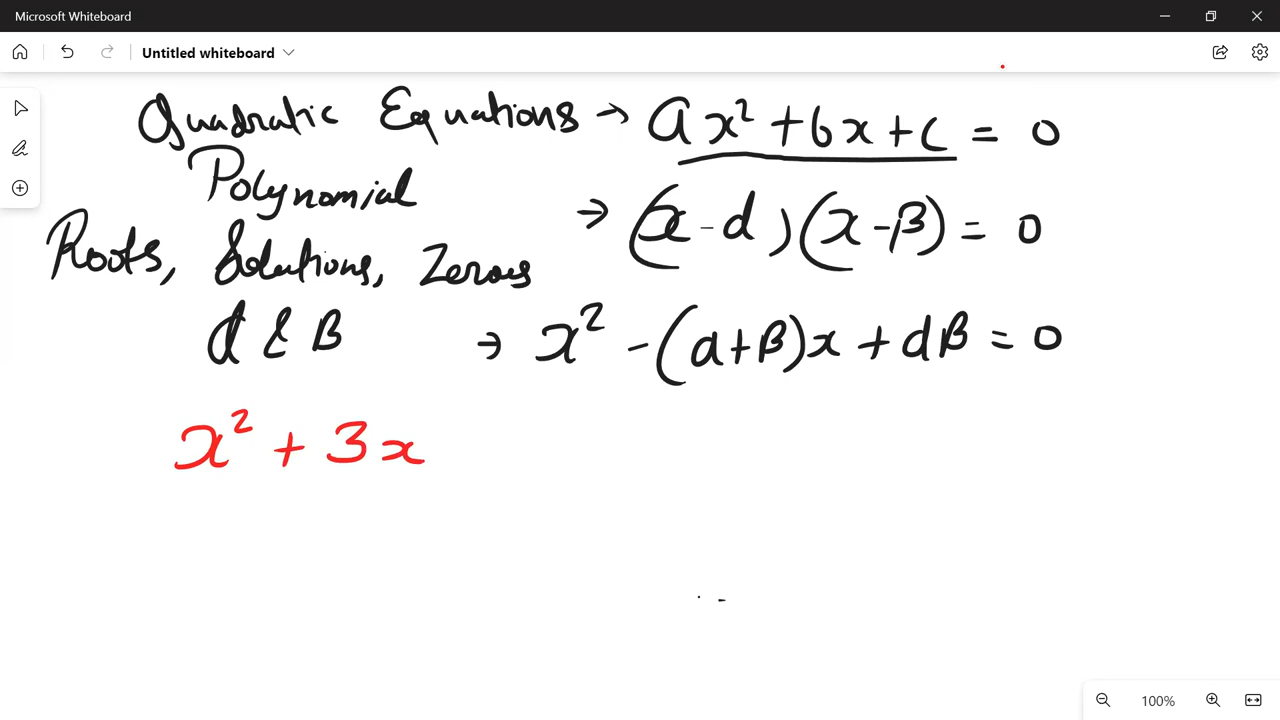 Microsoft Whiteboard
Untitled whiteboard
Quadratic Equations → ax² + bx + c = 0
Polynomial
→ (x - α)(x - β) = 0
Roots, Solutions, Zeroes
α & β
→ x² - (α + β)x + αβ = 0
x² + 3x
100%